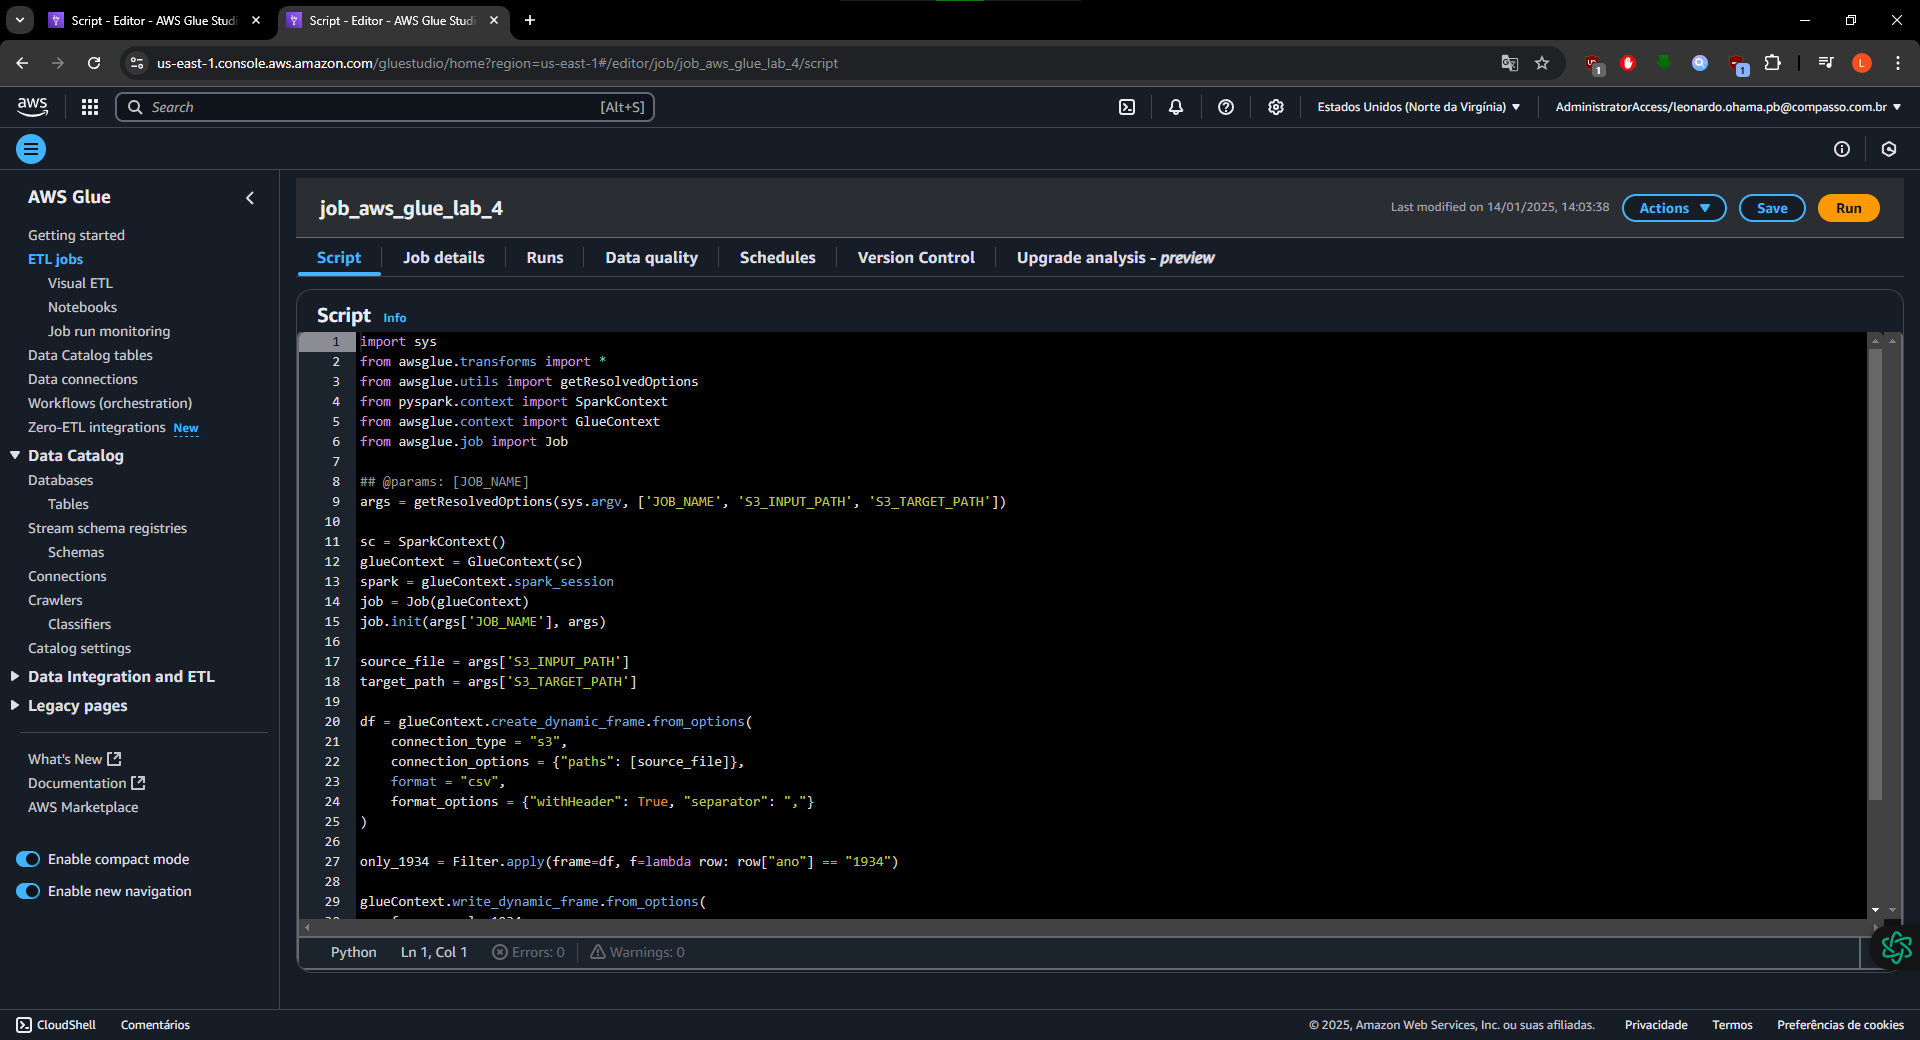 Script - Editor - AWS Glue Studi
Script - Editor - AWS Glue Studi
us-east-1.console.aws.amazon.com/gluestudio/home?region=us-east-1#/editor/job/job_aws_glue_lab_4/script
1
1
L
aws
Search
[Alt+S]
Estados Unidos (Norte da Virgínia)
AdministratorAccess/leonardo.ohama.pb@compasso.com.br
AWS Glue
Getting started
ETL jobs
Visual ETL
Notebooks
Job run monitoring
Data Catalog tables
Data connections
Workflows (orchestration)
Zero-ETL integrations New
Data Catalog
Databases
Tables
Stream schema registries
Schemas
Connections
Crawlers
Classifiers
Catalog settings
Data Integration and ETL
Legacy pages
What's New
Documentation
AWS Marketplace
Enable compact mode
Enable new navigation
job_aws_glue_lab_4
Last modified on 14/01/2025, 14:03:38
Actions
Save
Run
Script
Job details
Runs
Data quality
Schedules
Version Control
Upgrade analysis - preview
Script Info
1 import sys
2 from awsglue.transforms import *
3 from awsglue.utils import getResolvedOptions
4 from pyspark.context import SparkContext
5 from awsglue.context import GlueContext
6 from awsglue.job import Job
7
8 ## @params: [JOB_NAME]
9 args = getResolvedOptions(sys.argv, ['JOB_NAME', 'S3_INPUT_PATH', 'S3_TARGET_PATH'])
10
11 sc = SparkContext()
12 glueContext = GlueContext(sc)
13 spark = glueContext.spark_session
14 job = Job(glueContext)
15 job.init(args['JOB_NAME'], args)
16
17 source_file = args['S3_INPUT_PATH']
18 target_path = args['S3_TARGET_PATH']
19
20 df = glueContext.create_dynamic_frame.from_options(
21 connection_type = "s3",
22 connection_options = {"paths": [source_file]},
23 format = "csv",
24 format_options = {"withHeader": True, "separator": ","}
25 )
26
27 only_1934 = Filter.apply(frame=df, f=lambda row: row["ano"] == "1934")
28
29 glueContext.write_dynamic_frame.from_options(
Python
Ln 1, Col 1
Errors: 0
Warnings: 0
CloudShell
Comentários
© 2025, Amazon Web Services, Inc. ou suas afiliadas.
Privacidade
Termos
Preferências de cookies